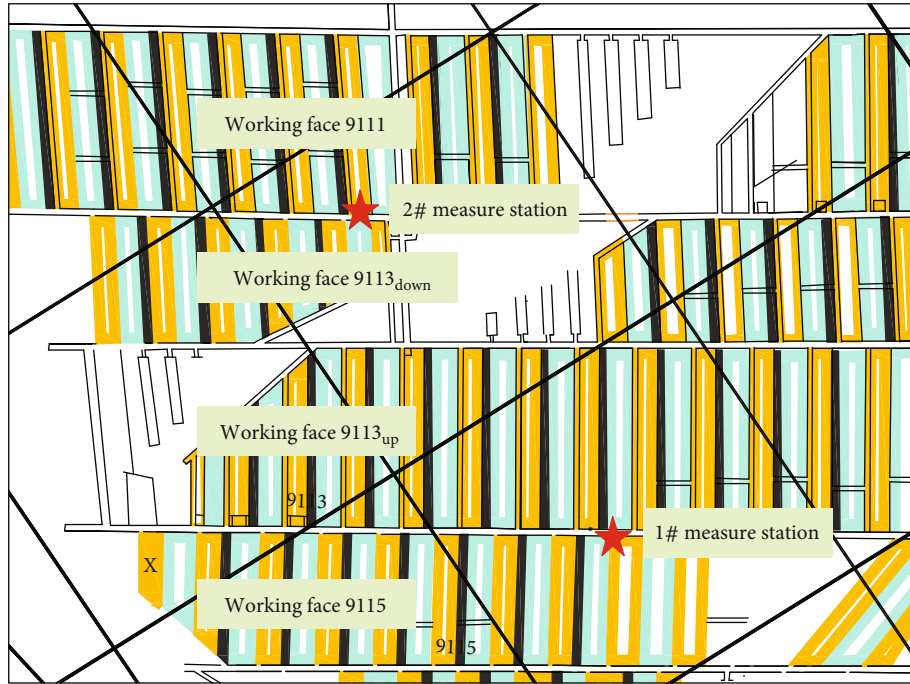 Working face 9111
2# measure station
Working face 9113down
Working face 9113up
9113
1# measure station
X
Working face 9115
9115